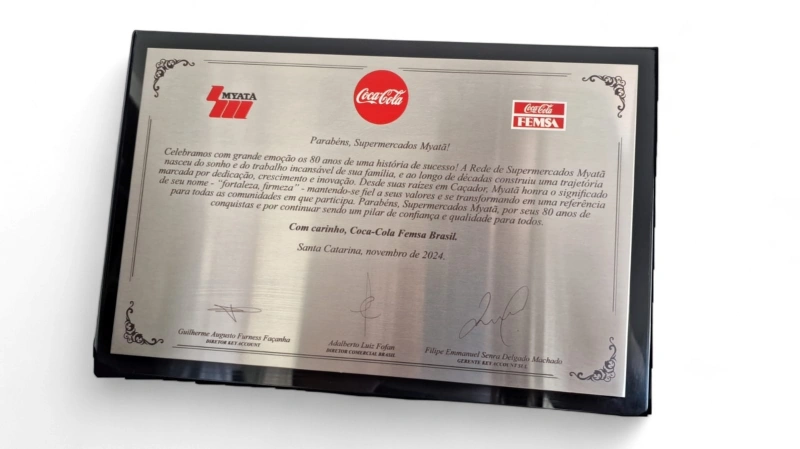 MYATÃ
Coca-Cola
Coca-Cola
FEMSA
Parabéns, Supermercados Myatã!
Celebramos com grande emoção os 80 anos de uma história de sucesso! A Rede de Supermercados Myatã
nasceu do sonho e do trabalho incansável de sua família, e ao longo de décadas construiu uma trajetória
marcada por dedicação, crescimento e inovação. Desde suas raízes em Caçador, Myatã honra o significado
de seu nome - "fortaleza, firmeza" - mantendo-se fiel a seus valores e se transformando em uma referência
para todas as comunidades em que participa. Parabéns, Supermercados Myatã, por seus 80 anos de
conquistas e por continuar sendo um pilar de confiança e qualidade para todos.
Com carinho, Coca-Cola Femsa Brasil.
Santa Catarina, novembro de 2024.
Guilherme Augusto Furness Façanha
DIRETOR KEY ACCOUNT
Adalberto Luiz Fofan
DIRETOR COMERCIAL BRASIL
Filipe Emmanuel Senra Delgado Machado
GERENTE KEY ACCOUNT